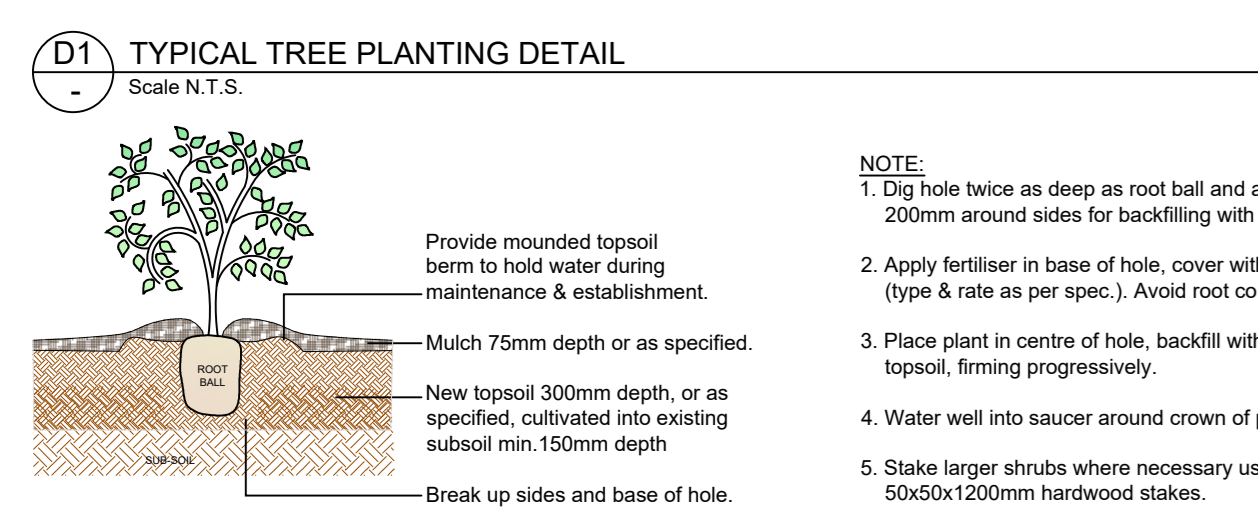 D1
-
TYPICAL TREE PLANTING DETAIL
Scale N.T.S.
Provide mounded topsoil
berm to hold water during
maintenance & establishment.
Mulch 75mm depth or as specified.
New topsoil 300mm depth, or as
specified, cultivated into existing
subsoil min.150mm depth
Break up sides and base of hole.
ROOT
BALL
SUB-SOIL
NOTE:
1. Dig hole twice as deep as root ball and
200mm around sides for backfilling with
2. Apply fertiliser in base of hole, cover
(type & rate as per spec.). Avoid root
3. Place plant in centre of hole, backfill
topsoil, firming progressively.
4. Water well into saucer around crown of
5. Stake larger shrubs where necessary
50x50x1200mm hardwood stakes.